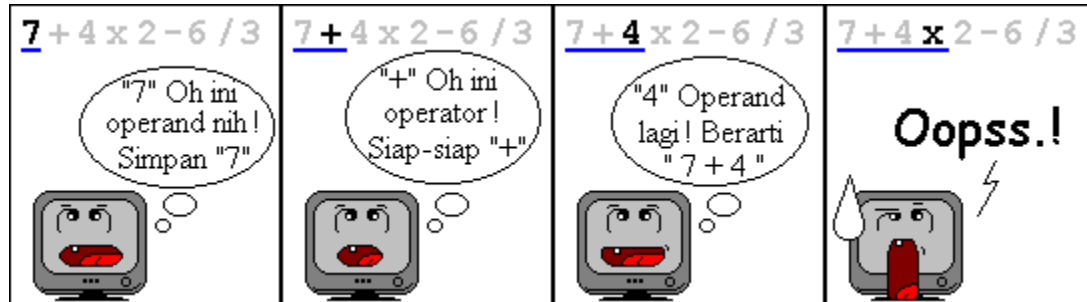 7 + 4 x 2 - 6 / 3
"7" Oh ini
operand nih !
Simpan "7"
7 + 4 x 2 - 6 / 3
"+" Oh ini
operator !
Siap-siap "+"
7 + 4 x 2 - 6 / 3
"4" Operand
lagi ! Berarti
" 7 + 4 "
7 + 4 x 2 - 6 / 3
Oopss.!